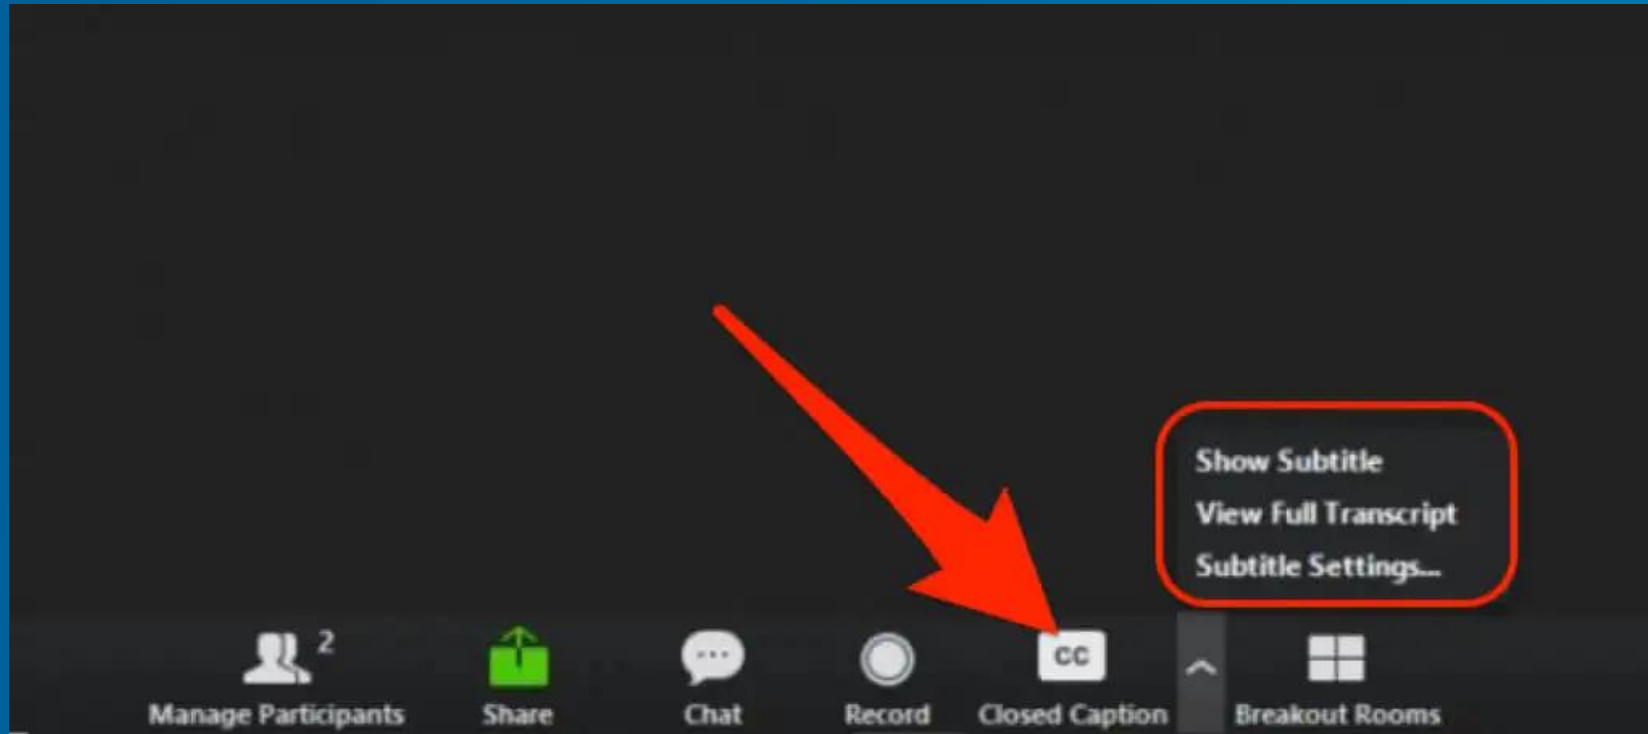 Show Subtitle
View Full Transcript
Subtitle Settings...
2
CC
Manage Participants
Share
Chat
Record
Closed Caption
Breakout Rooms